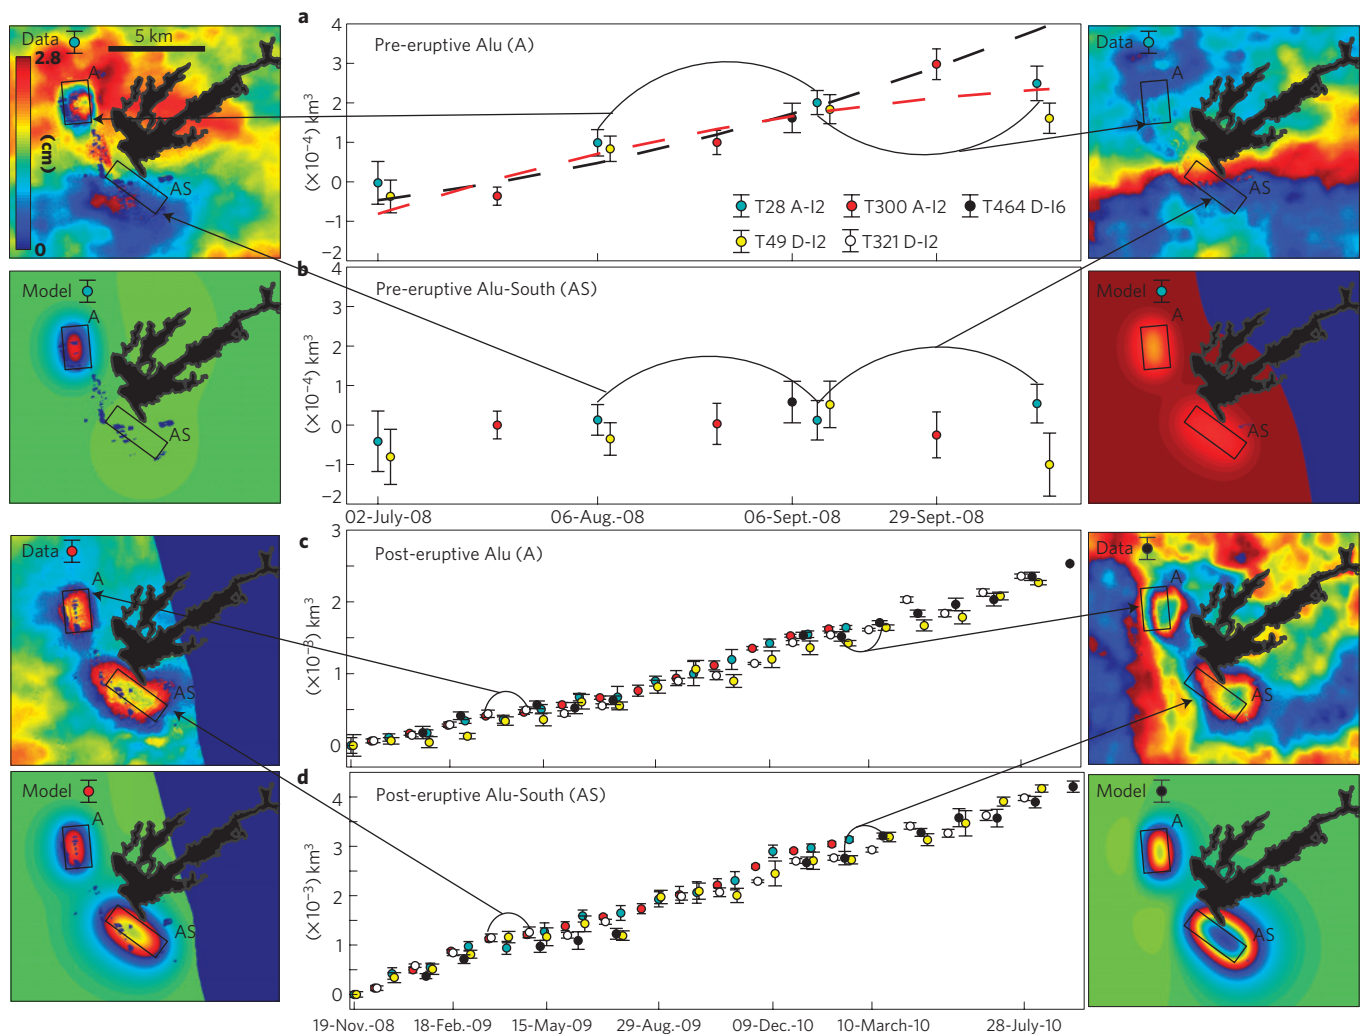 a
Data
5 km
2.8
A
(cm)
AS
0
Model
A
AS
4
3
2
1
0
−1
−2
(×10⁻⁴) km³
Pre-eruptive Alu (A)
T28 A-I2
T300 A-I2
T464 D-I6
T49 D-I2
T321 D-I2
Data
A
AS
b
4
3
2
1
0
−1
−2
(×10⁻⁴) km³
Pre-eruptive Alu-South (AS)
02-July-08
06-Aug.-08
06-Sept.-08
29-Sept.-08
Model
A
AS
Data
A
AS
c
3
2
1
0
(×10⁻³) km³
Post-eruptive Alu (A)
Data
A
AS
Model
A
AS
d
4
3
2
1
0
(×10⁻³) km³
Post-eruptive Alu-South (AS)
19-Nov.-08
18-Feb.-09
15-May-09
29-Aug.-09
09-Dec.-10
10-March-10
28-July-10
Model
A
AS